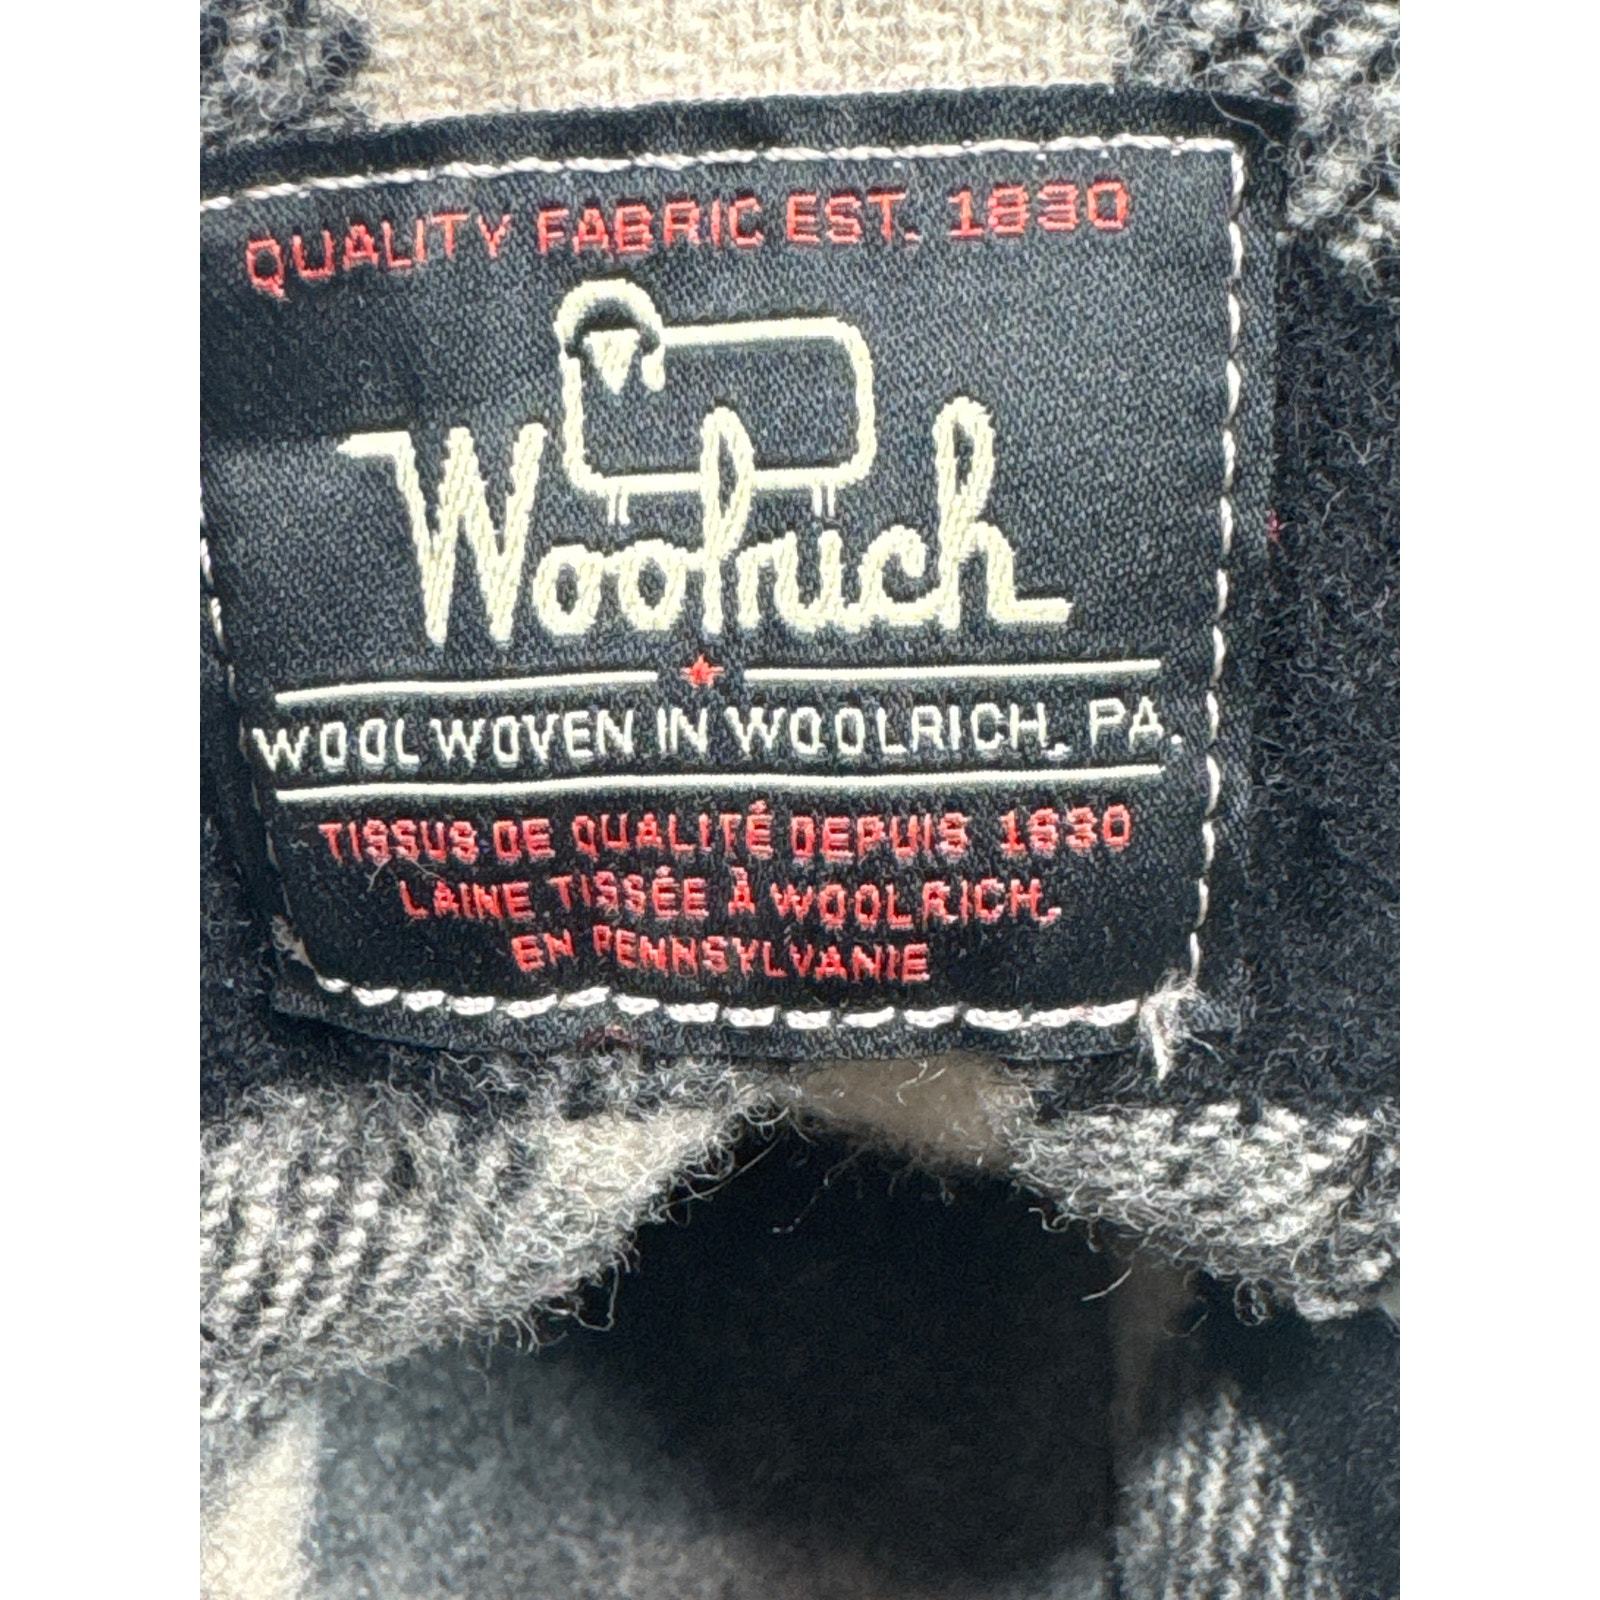 QUALITY FABRIC EST. 1830
Woolrich
WOOL WOVEN IN WOOLRICH, PA.
TISSUS DE QUALITÉ DEPUIS 1830
LAINE TISSÉE À WOOLRICH,
EN PENNSYLVANIE